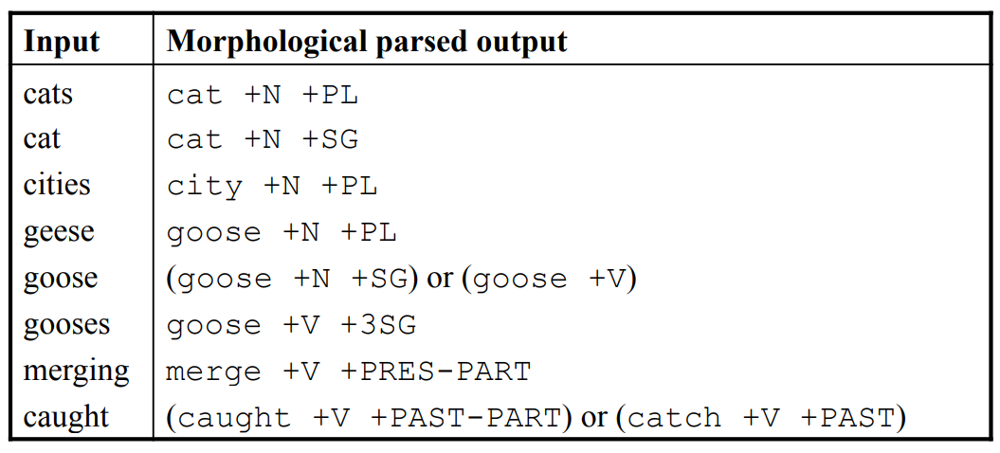 Input Morphological parsed output
cats cat +N +PL
cat cat +N +SG
cities city +N +PL
geese goose +N +PL
goose (goose +N +SG) or (goose +V)
gooses goose +V +3SG
merging merge +V +PRES-PART
caught (caught +V +PAST-PART) or (catch +V +PAST)